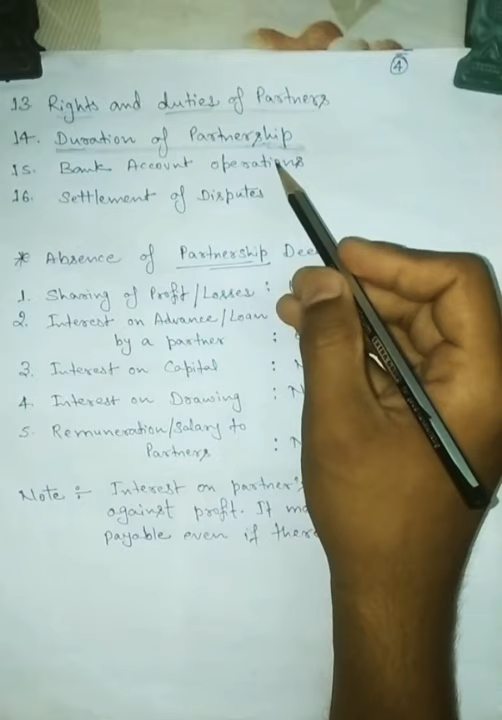 4
13 Rights and duties of Partners
14. Duration of Partnership
15. Bank Account operations
16. Settlement of Disputes
* Absence of Partnership Dee
1. Sharing of Profit/Losses :
2. Interest on Advance/Loan
by a partner :
3. Interest on Capital : N
4. Interest on Drawing : N
5. Remuneration/Salary to
Partners : N
Note :- Interest on partner's
against profit. It
payable even if there